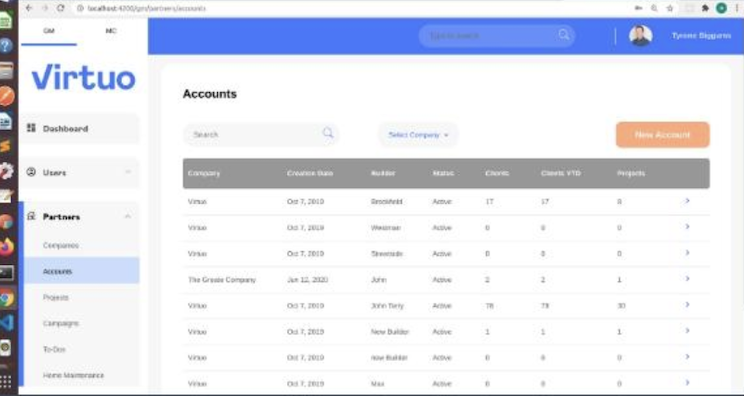 localhost:4200/gm/partners/accounts
GM MC
Tyrone Biggums
Virtuo
Accounts
Dashboard
Search Select Company New Account
Users
Company Creation Date Builder Status Clients Clients YTD Projects
Virtuo Oct 7, 2019 Brookfield Active 17 17 8
Partners
Virtuo Oct 7, 2019 Westman Active 0 0 0
Companies
Virtuo Oct 7, 2019 Streetside Active 0 0 0
Accounts
The Greate Company Jun 12, 2020 John Active 2 2 1
Projects
Virtuo Oct 7, 2019 John Terry Active 78 78 30
Campaigns
Virtuo Oct 7, 2019 New Builder Active 1 1 1
To-Dos
Virtuo Oct 7, 2019 new Builder Active 0 0 0
Home Maintenance
Virtuo Oct 7, 2019 Max Active 0 0 0